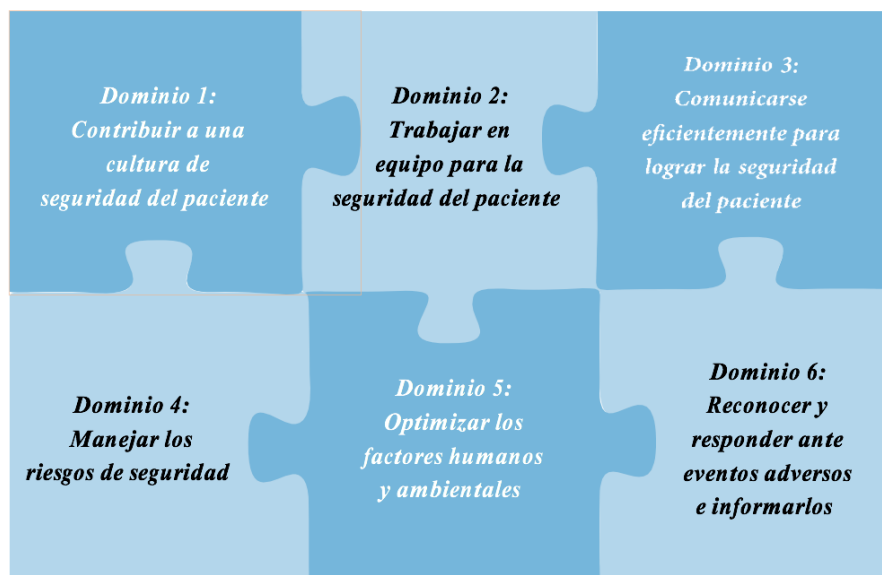 Dominio 1:
Contribuir a una
cultura de
seguridad del paciente
Dominio 2:
Trabajar en
equipo para la
seguridad del paciente
Dominio 3:
Comunicarse
eficientemente para
lograr la seguridad
del paciente
Dominio 4:
Manejar los
riesgos de seguridad
Dominio 5:
Optimizar los
factores humanos
y ambientales
Dominio 6:
Reconocer y
responder ante
eventos adversos
e informarlos